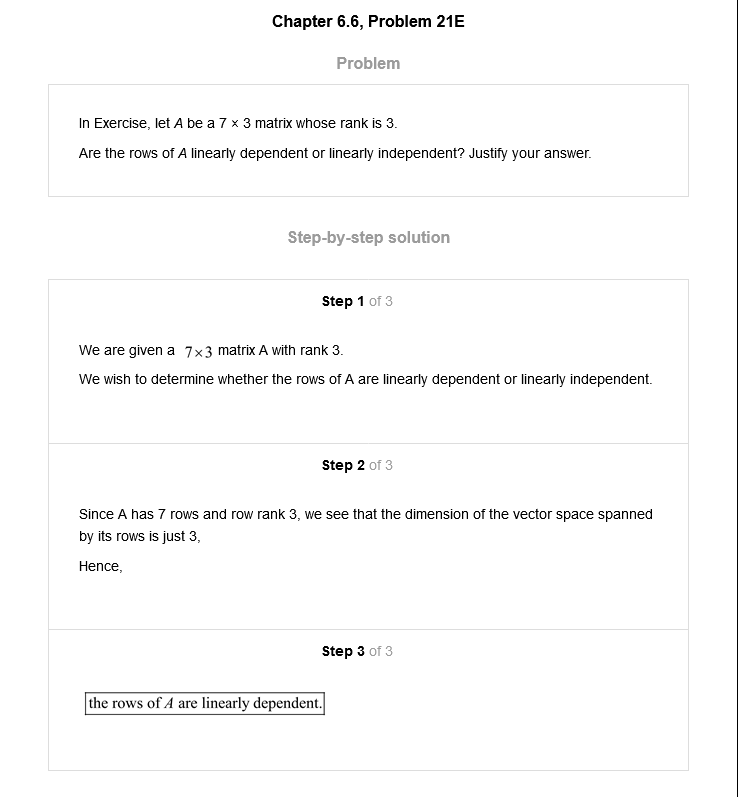 Chapter 6.6, Problem 21E
Problem
In Exercise, let A be a 7 × 3 matrix whose rank is 3.
Are the rows of A linearly dependent or linearly independent? Justify your answer.
Step-by-step solution
Step 1 of 3
We are given a 7×3 matrix A with rank 3.
We wish to determine whether the rows of A are linearly dependent or linearly independent.
Step 2 of 3
Since A has 7 rows and row rank 3, we see that the dimension of the vector space spanned
by its rows is just 3,
Hence,
Step 3 of 3
the rows of A are linearly dependent.